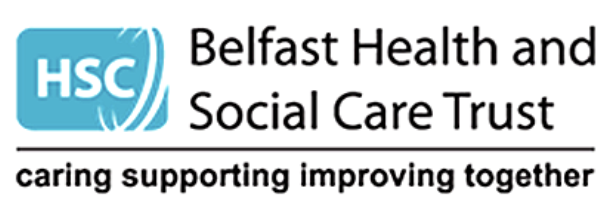 HSC
Belfast Health and
Social Care Trust
caring supporting improving together